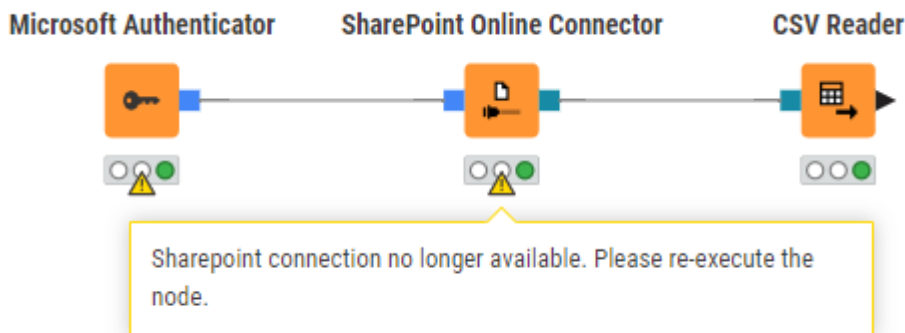 Microsoft Authenticator
SharePoint Online Connector
CSV Reader
Sharepoint connection no longer available. Please re-execute the
node.